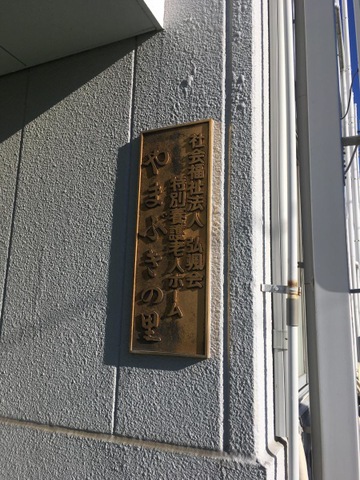 社会福祉法人 弘淵会
特別養護老人ホーム
やまぶきの里